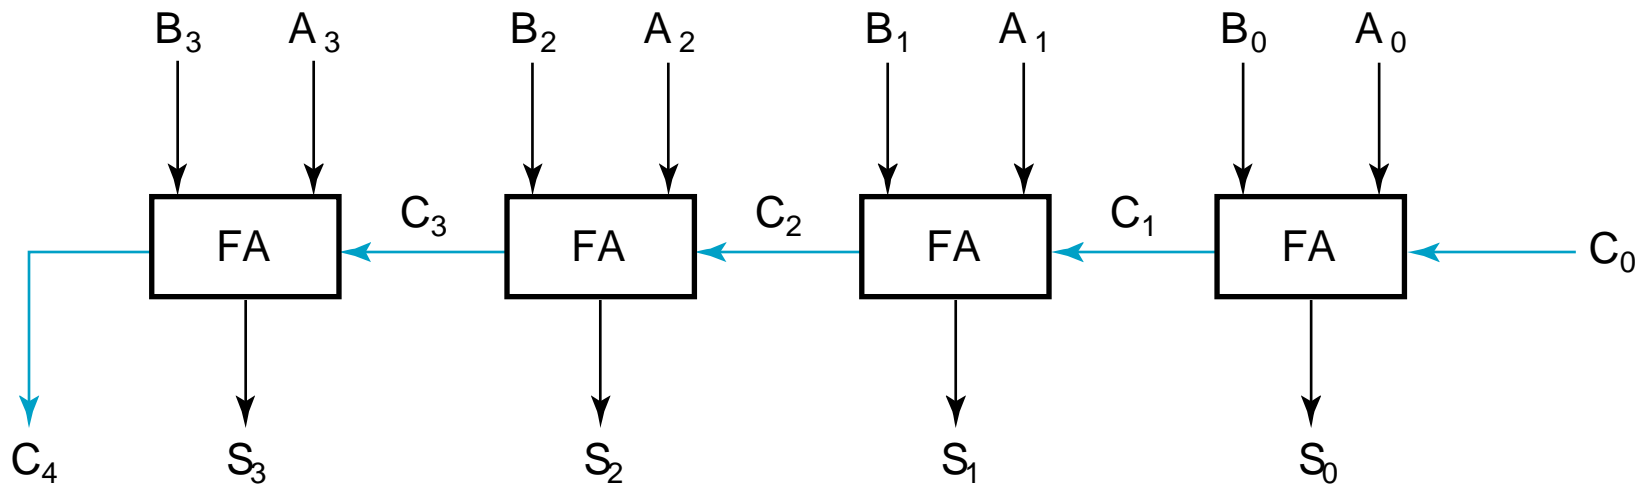 B3 A3 B2 A2 B1 A1 B0 A0
C3 C2 C1
FA FA FA FA C0
C4 S3 S2 S1 S0